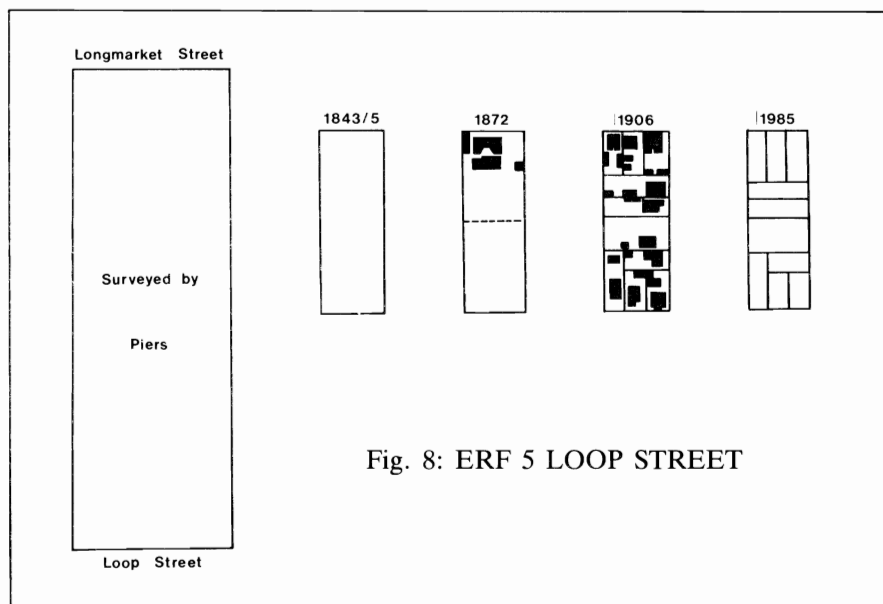 Longmarket Street
1843/5
1872
1906
1985
Surveyed by
Piers
Fig. 8: ERF 5 LOOP STREET
Loop Street